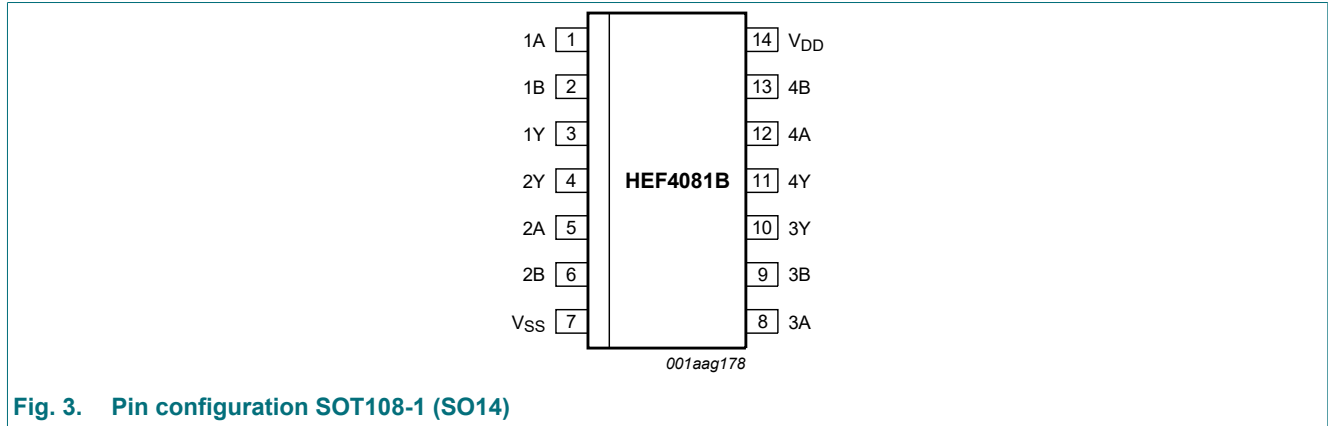 1A 1 14 VDD
1B 2 13 4B
1Y 3 12 4A
2Y 4 HEF4081B 11 4Y
2A 5 10 3Y
2B 6 9 3B
VSS 7 8 3A
001aag178
Fig. 3. Pin configuration SOT108-1 (SO14)